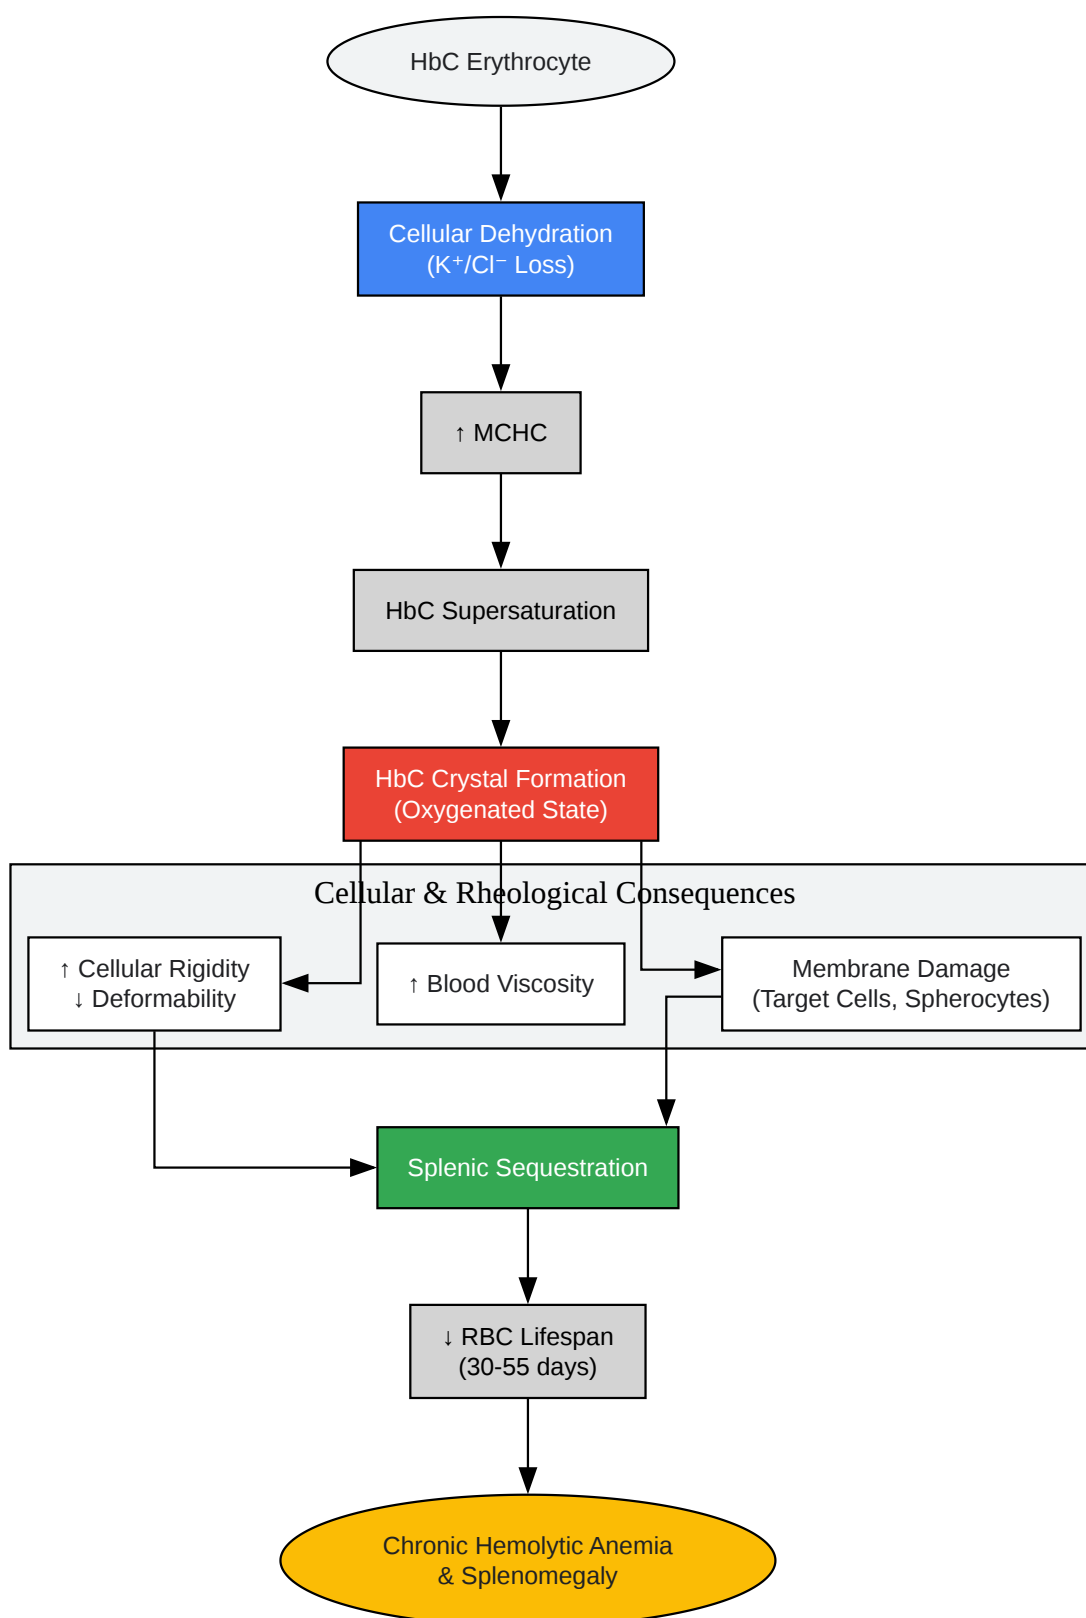 HbC Erythrocyte
Cellular Dehydration
(K⁺/Cl⁻ Loss)
↑ MCHC
HbC Supersaturation
HbC Crystal Formation
(Oxygenated State)
Cellular & Rheological Consequences
↑ Cellular Rigidity
↓ Deformability
↑ Blood Viscosity
Membrane Damage
(Target Cells, Spherocytes)
Splenic Sequestration
↓ RBC Lifespan
(30-55 days)
Chronic Hemolytic Anemia
& Splenomegaly